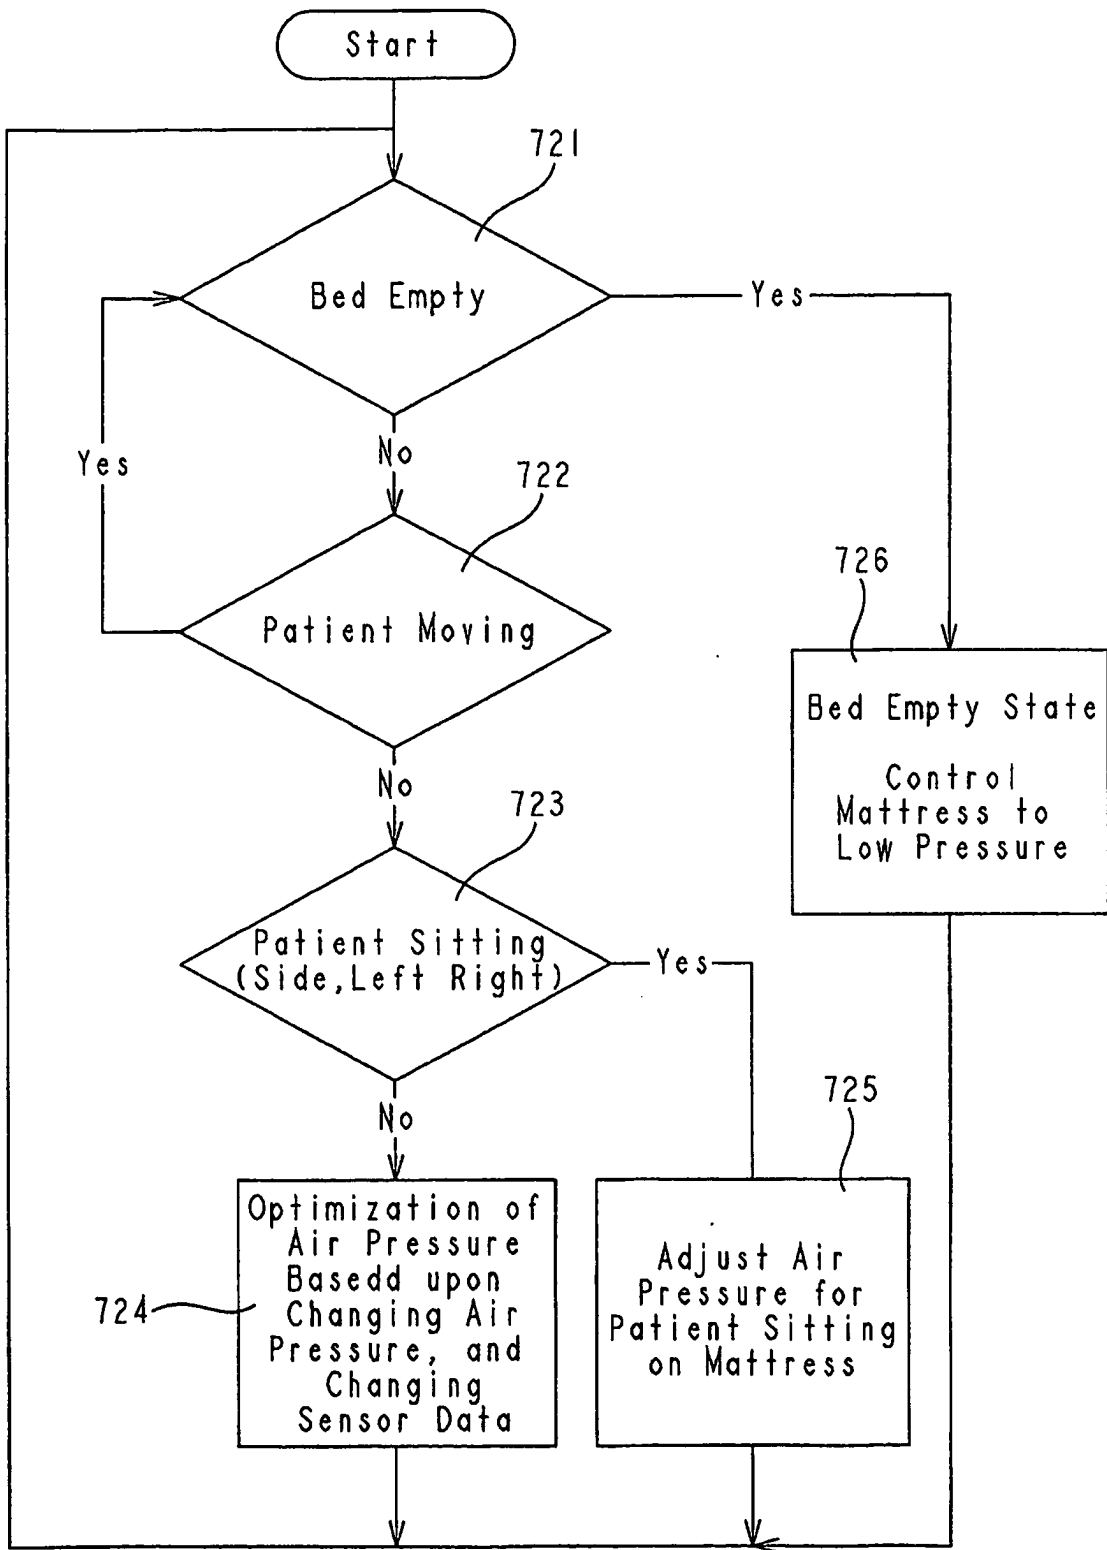 Start
721
Bed Empty
Yes
No
Yes
722
Patient Moving
726
Bed Empty State
Control
Mattress to
Low Pressure
No
723
Patient Sitting
(Side,Left Right)
Yes
No
725
Optimization of
Air Pressure
Basedd upon
Changing Air
Pressure, and
Changing
Sensor Data
724
Adjust Air
Pressure for
Patient Sitting
on Mattress